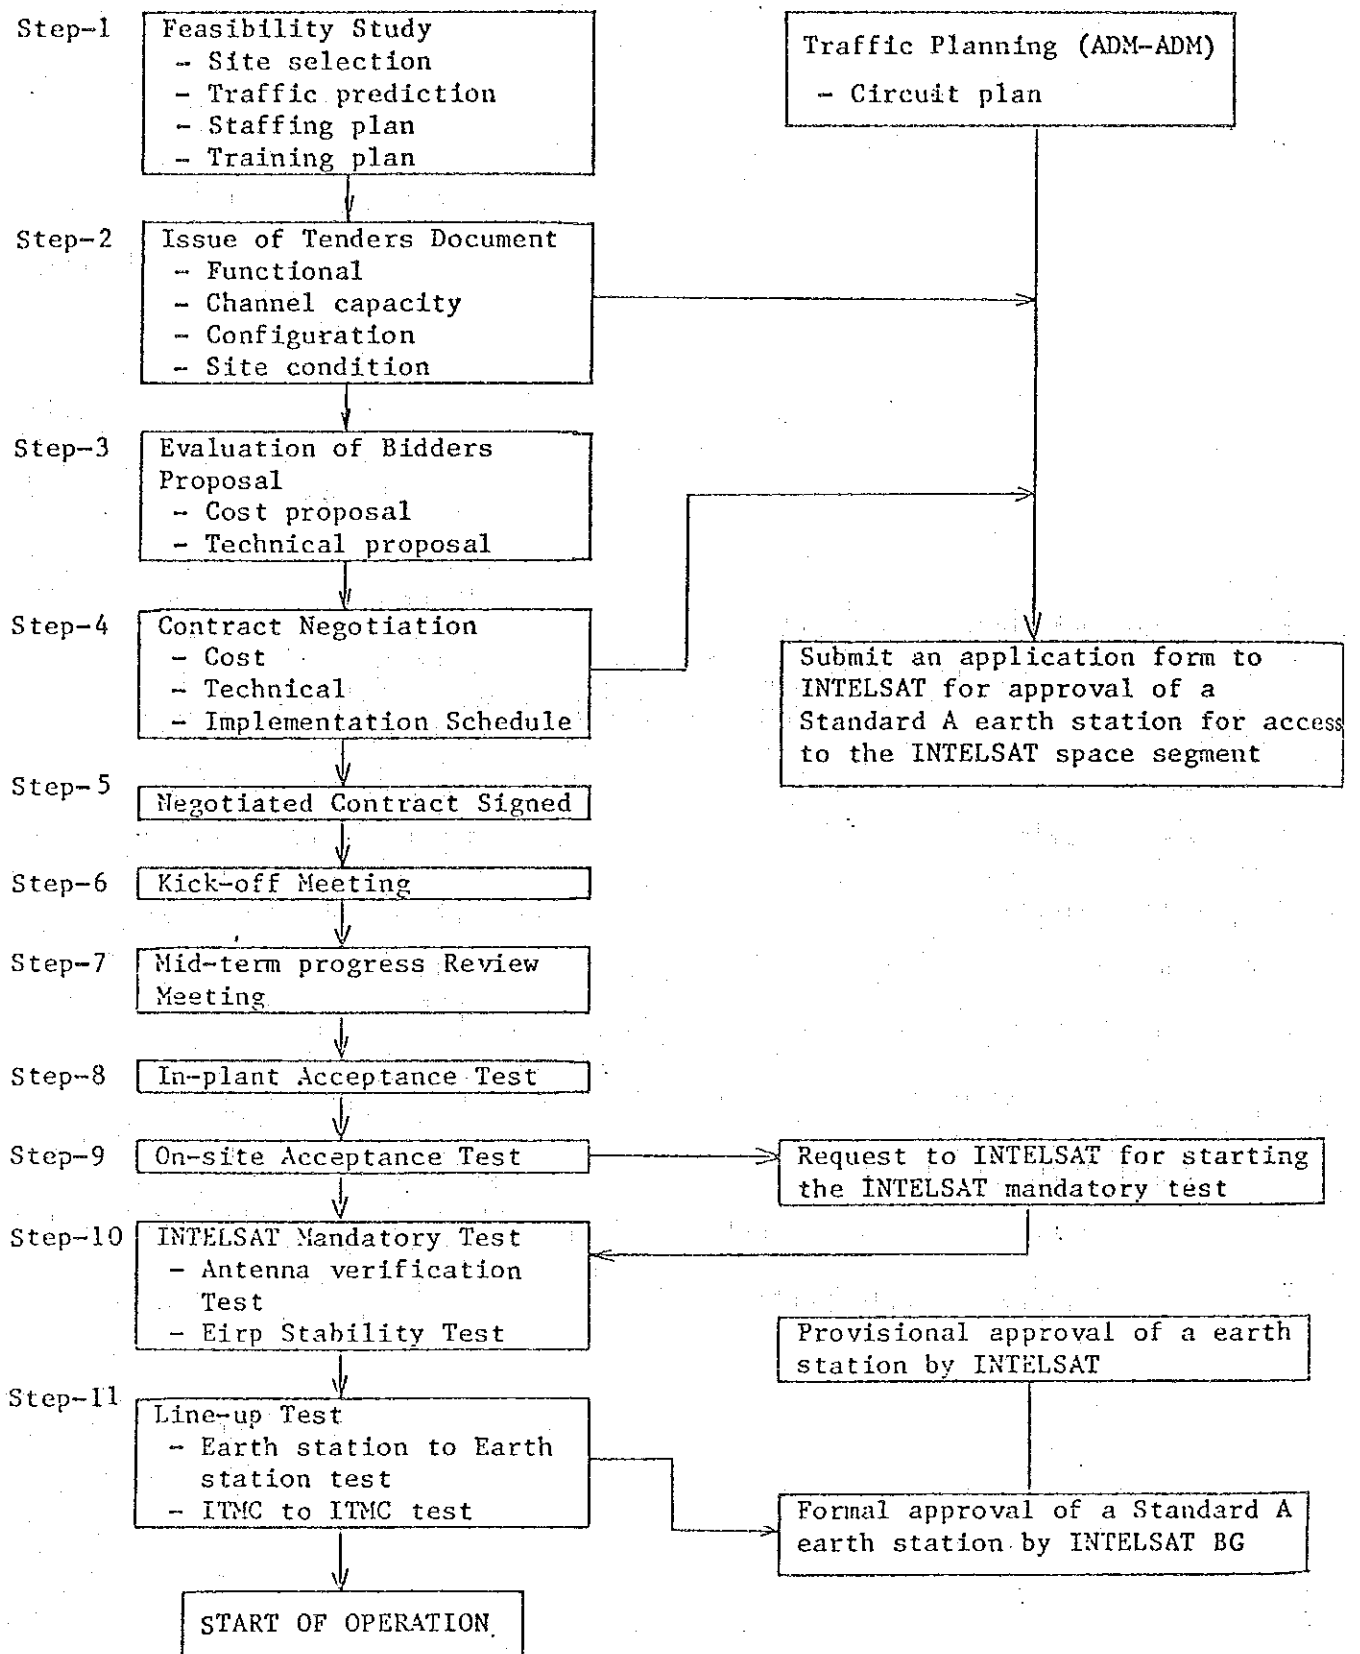 Step-1
Feasibility Study
- Site selection
- Traffic prediction
- Staffing plan
- Training plan
Traffic Planning (ADM-ADM)
- Circuit plan
Step-2
Issue of Tenders Document
- Functional
- Channel capacity
- Configuration
- Site condition
Step-3
Evaluation of Bidders
Proposal
- Cost proposal
- Technical proposal
Step-4
Contract Negotiation
- Cost
- Technical
- Implementation Schedule
Submit an application form to
INTELSAT for approval of a
Standard A earth station for access
to the INTELSAT space segment
Step-5
Negotiated Contract Signed
Step-6
Kick-off Meeting
Step-7
Mid-term progress Review
Meeting
Step-8
In-plant Acceptance Test
Step-9
On-site Acceptance Test
Request to INTELSAT for starting
the INTELSAT mandatory test
Step-10
INTELSAT Mandatory Test
- Antenna verification
Test
- Eirp Stability Test
Provisional approval of a earth
station by INTELSAT
Step-11
Line-up Test
- Earth station to Earth
station test
- ITMC to ITMC test
Formal approval of a Standard A
earth station by INTELSAT BG
START OF OPERATION